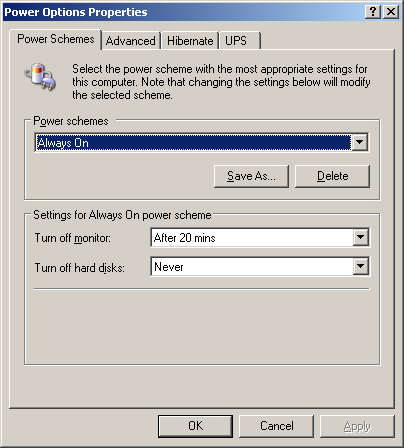 Power Options Properties
Power Schemes Advanced Hibernate UPS
Select the power scheme with the most appropriate settings for
this computer. Note that changing the settings below will modify
the selected scheme.
Power schemes
Always On
Save As... Delete
Settings for Always On power scheme
Turn off monitor: After 20 mins
Turn off hard disks: Never
OK Cancel Apply